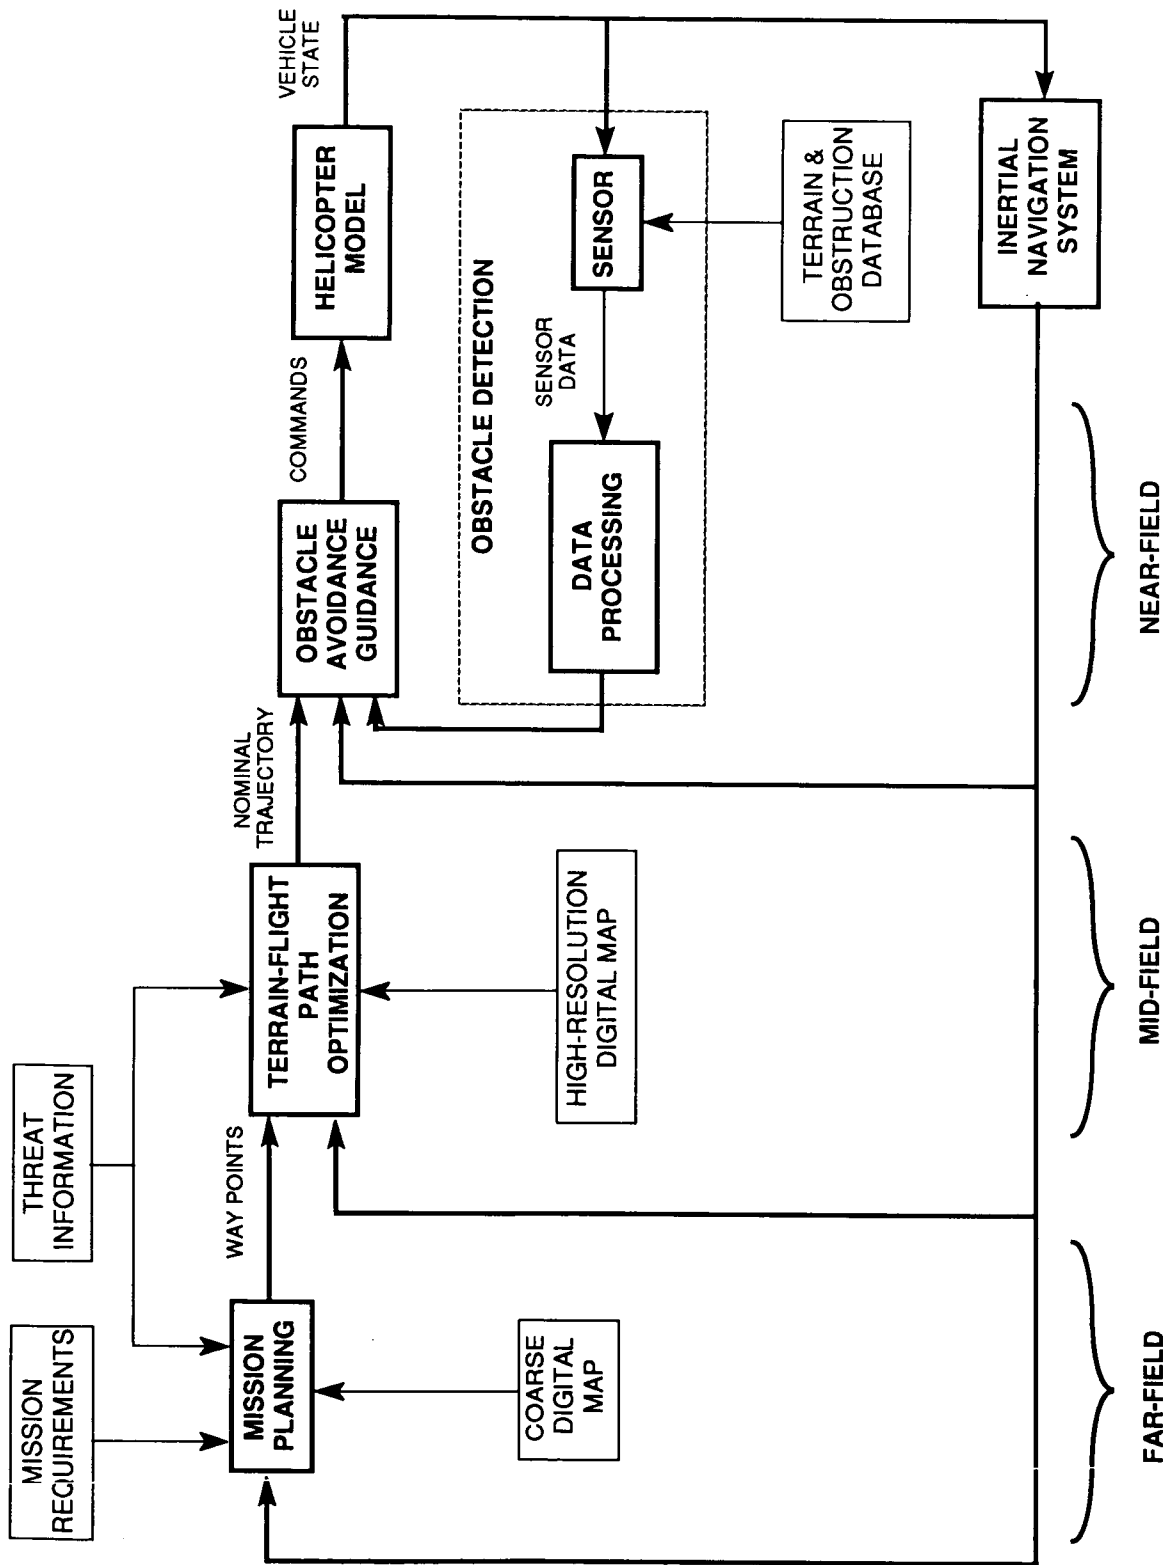 MISSION
REQUIREMENTS
THREAT
INFORMATION
MISSION
PLANNING
WAY POINTS
TERRAIN-FLIGHT
PATH
OPTIMIZATION
NOMINAL
TRAJECTORY
OBSTACLE
AVOIDANCE
GUIDANCE
COMMANDS
HELICOPTER
MODEL
VEHICLE
STATE
OBSTACLE DETECTION
DATA
PROCESSING
SENSOR
DATA
SENSOR
COARSE
DIGITAL
MAP
HIGH-RESOLUTION
DIGITAL MAP
TERRAIN &
OBSTRUCTION
DATABASE
INERTIAL
NAVIGATION
SYSTEM
FAR-FIELD
MID-FIELD
NEAR-FIELD